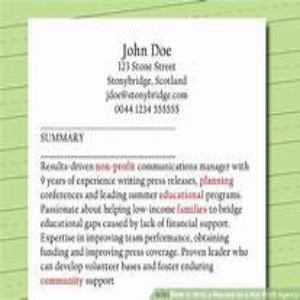 John Doe
123 Stone Street
Stonybridge, Scotland
jdoe@stonybridge.com
0044 1234 555555
SUMMARY
Results-driven non-profit communications manager with
9 years of experience writing press releases, planning
conferences and leading summer educational programs.
Passionate about helping low-income families to bridge
educational gaps caused by lack of financial support.
Expertise in improving team performance, obtaining
funding and improving press coverage. Proven leader who
can develop volunteer bases and foster enduring
community support